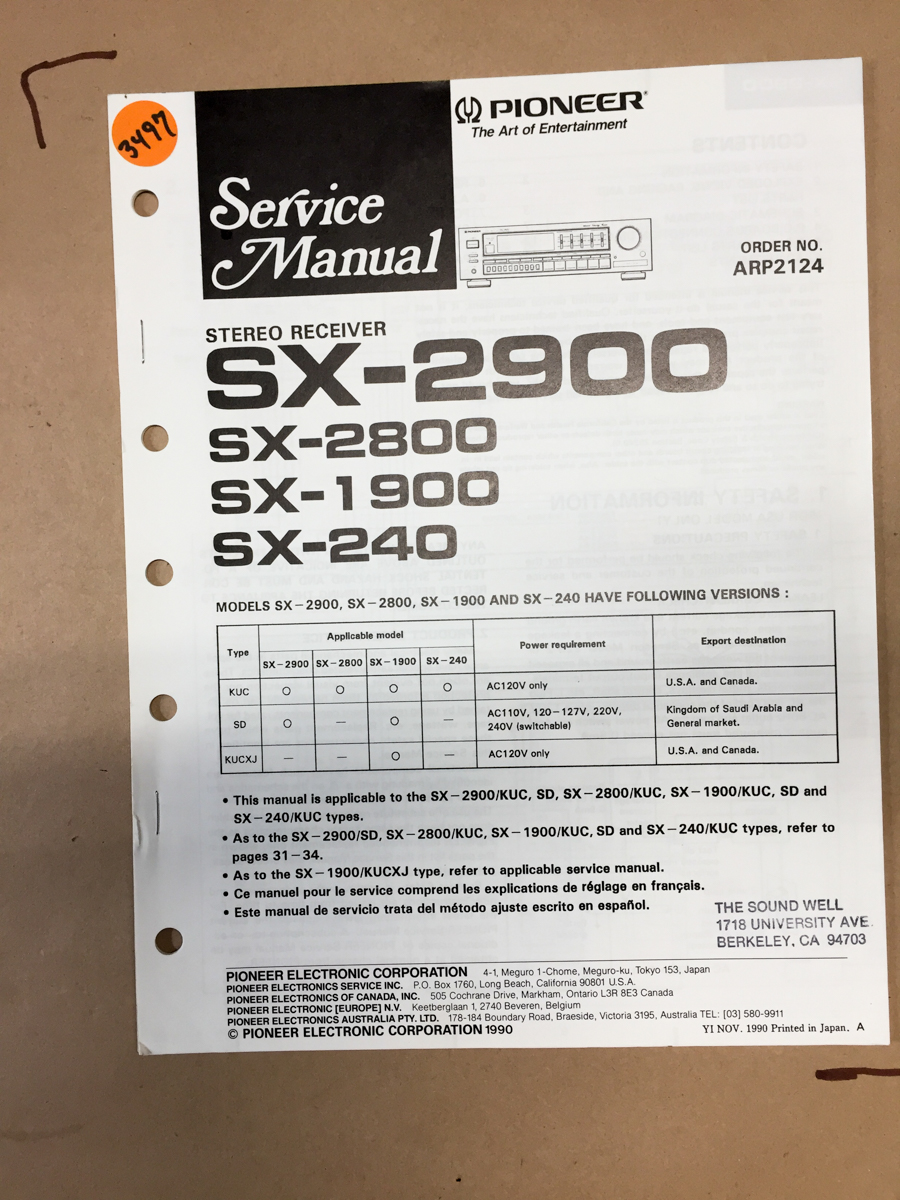 3497
PIONEER
The Art of Entertainment
Service
Manual
ORDER NO.
ARP2124
STEREO RECEIVER
SX-2900
SX-2800
SX-1900
SX-240
MODELS SX-2900, SX-2800, SX-1900 AND SX-240 HAVE FOLLOWING VERSIONS :
Type Applicable model Power requirement Export destination
SX-2900 SX-2800 SX-1900 SX-240
KUC ○ ○ ○ ○ AC120V only U.S.A. and Canada.
SD ○ — ○ — AC110V, 120-127V, 220V, 240V (switchable) Kingdom of Saudi Arabia and General market.
KUCXJ — — ○ — AC120V only U.S.A. and Canada.
• This manual is applicable to the SX-2900/KUC, SD, SX-2800/KUC, SX-1900/KUC, SD and
SX-240/KUC types.
• As to the SX-2900/SD, SX-2800/KUC, SX-1900/KUC, SD and SX-240/KUC types, refer to
pages 31-34.
• As to the SX-1900/KUCXJ type, refer to applicable service manual.
• Ce manuel pour le service comprend les explications de réglage en français.
• Este manual de servicio trata del método ajuste escrito en español.
THE SOUND WELL
1718 UNIVERSITY AVE.
BERKELEY, CA 94703
PIONEER ELECTRONIC CORPORATION 4-1, Meguro 1-Chome, Meguro-ku, Tokyo 153, Japan
PIONEER ELECTRONICS SERVICE INC. P.O. Box 1760, Long Beach, California 90801 U.S.A.
PIONEER ELECTRONICS OF CANADA, INC. 505 Cochrane Drive, Markham, Ontario L3R 8E3 Canada
PIONEER ELECTRONIC [EUROPE] N.V. Keetberglaan 1, 2740 Beveren, Belgium
PIONEER ELECTRONICS AUSTRALIA PTY. LTD. 178-184 Boundary Road, Braeside, Victoria 3195, Australia TEL: [03] 580-9911
© PIONEER ELECTRONIC CORPORATION 1990 YI NOV. 1990 Printed in Japan. A